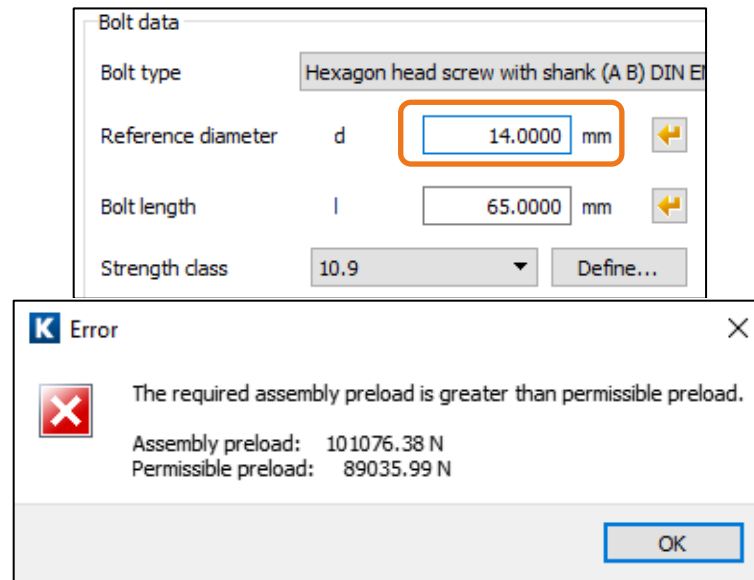 Bolt data
Bolt type Hexagon head screw with shank (A B) DIN
Reference diameter d 14.0000 mm
Bolt length l 65.0000 mm
Strength class 10.9 Define...
K Error
The required assembly preload is greater than permissible preload.
Assembly preload: 101076.38 N
Permissible preload: 89035.99 N
OK